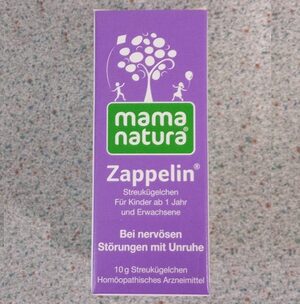 mama
natura®
Zappelin®
Streukügelchen
Für Kinder ab 1 Jahr
und Erwachsene
Bei nervösen
Störungen mit Unruhe
10 g Streukügelchen
Homöopathisches Arzneimittel